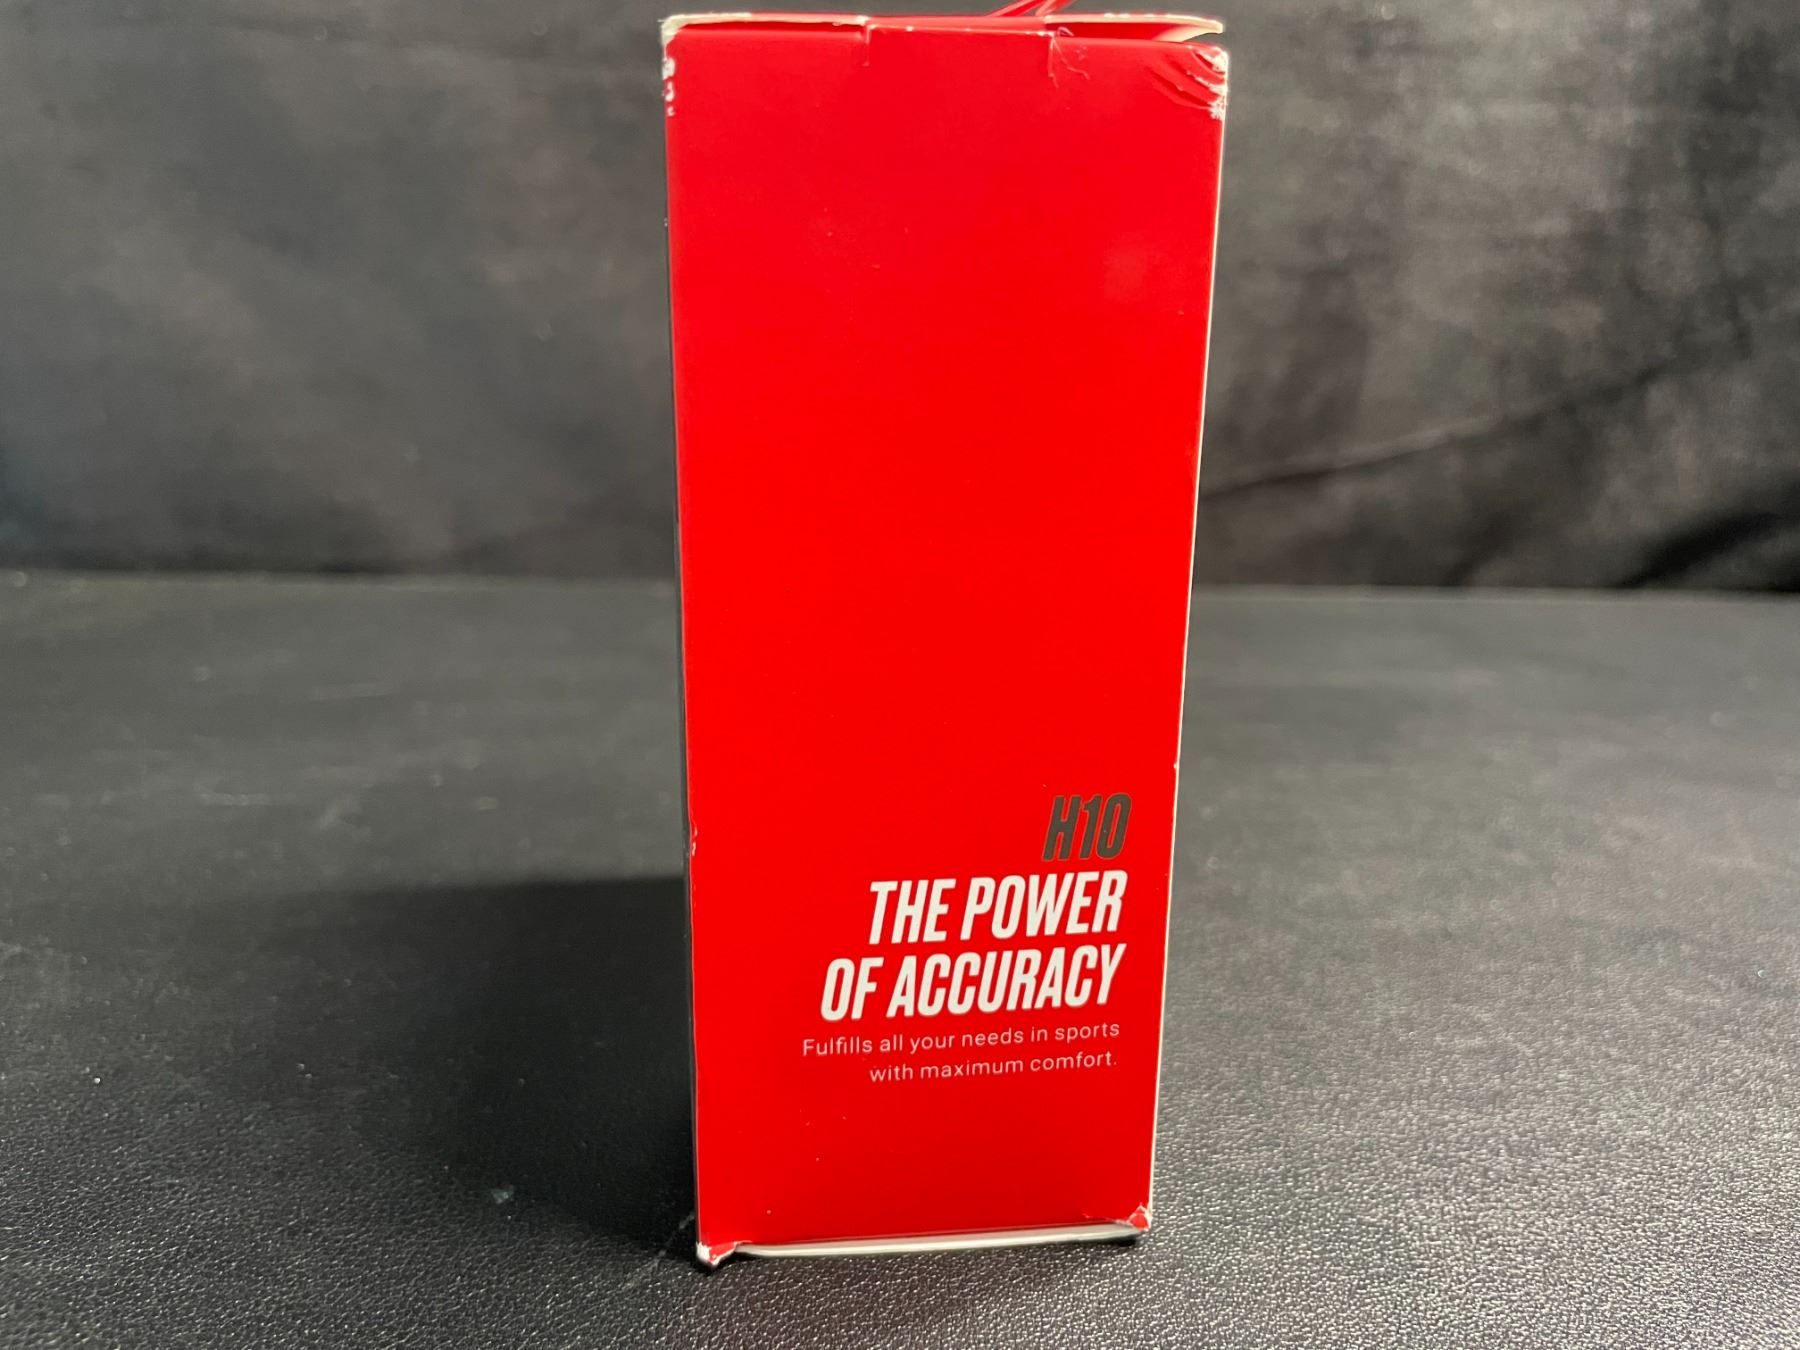 H10
THE POWER
OF ACCURACY
Fulfills all your needs in sports
with maximum comfort.